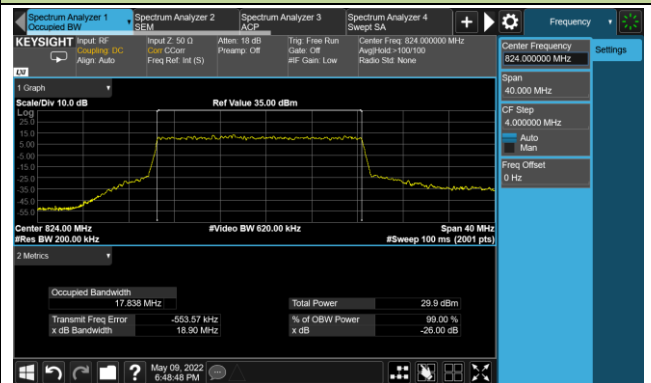 Spectrum Analyzer 1
Occupied BW
Spectrum Analyzer 2
SEM
Spectrum Analyzer 3
ACP
Spectrum Analyzer 4
Swept SA
+
Frequency
KEYSIGHT
LXI
Input: RF
Coupling: DC
Align: Auto
Input Z: 50 Ω
Corr CCorr
Freq Ref: Int (S)
Atten: 18 dB
Preamp: Off
Trig: Free Run
Gate: Off
#IF Gain: Low
Center Freq: 824.000000 MHz
Avg|Hold:>100/100
Radio Std: None
Center Frequency
824.000000 MHz
Settings
Span
40.000 MHz
CF Step
4.000000 MHz
Auto
Man
Freq Offset
0 Hz
1 Graph
Scale/Div 10.0 dB
Ref Value 35.00 dBm
Log
25.0
15.0
5.00
-5.00
-15.0
-25.0
-35.0
-45.0
-55.0
Center 824.00 MHz
#Video BW 620.00 kHz
Span 40 MHz
#Res BW 200.00 kHz
#Sweep 100 ms (2001 pts)
2 Metrics
Occupied Bandwidth
17.838 MHz
Total Power 29.9 dBm
Transmit Freq Error -553.57 kHz
% of OBW Power 99.00 %
x dB Bandwidth 18.90 MHz
x dB -26.00 dB
?
May 09, 2022
6:48:48 PM